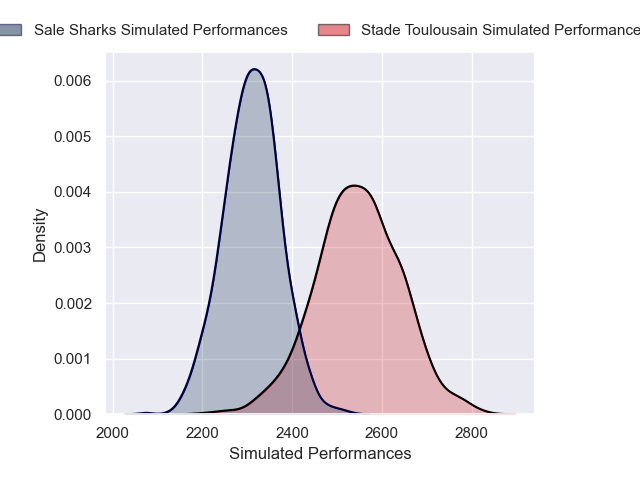 Sale Sharks Simulated Performances
Stade Toulousain Simulated Performance
0.006
0.005
0.004
0.003
0.002
0.001
0.000
Density
2000 2200 2400 2600 2800
Simulated Performances